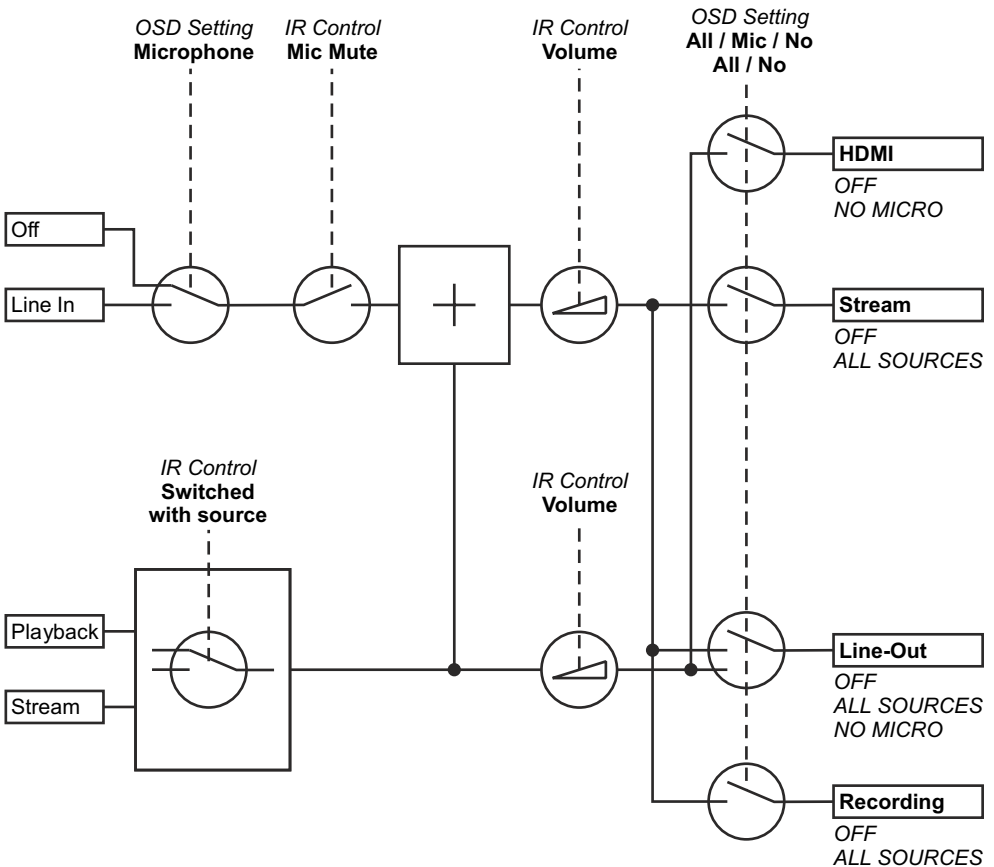 OSD Setting
Microphone
IR Control
Mic Mute
IR Control
Volume
OSD Setting
All / Mic / No
All / No
HDMI
OFF
NO MICRO
Off
Line In
Stream
OFF
ALL SOURCES
IR Control
Switched
with source
IR Control
Volume
Playback
Stream
Line-Out
OFF
ALL SOURCES
NO MICRO
Recording
OFF
ALL SOURCES